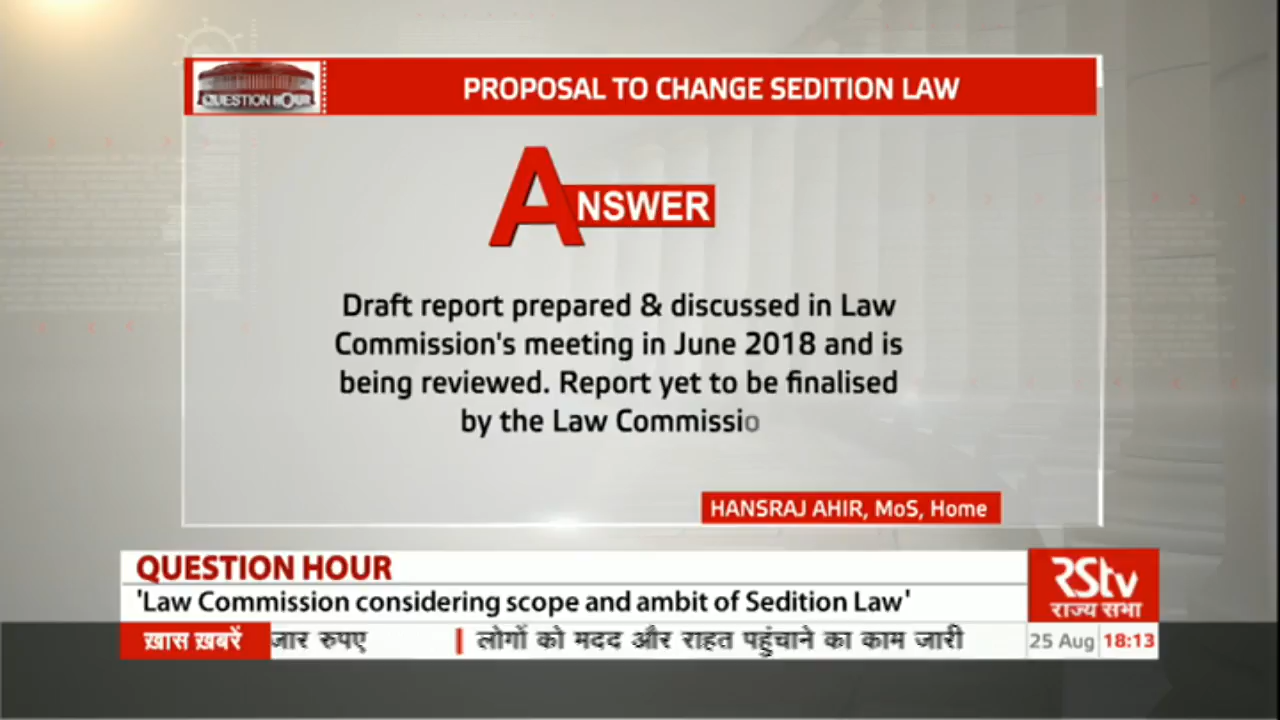 QUESTION HOUR
PROPOSAL TO CHANGE SEDITION LAW
ANSWER
Draft report prepared & discussed in Law
Commission's meeting in June 2018 and is
being reviewed. Report yet to be finalised
by the Law Commissio
HANSRAJ AHIR, MoS, Home
QUESTION HOUR
'Law Commission considering scope and ambit of Sedition Law'
RStv
राज्य सभा
ख़ास ख़बरें जार रुपए | लोगों को मदद और राहत पहुंचाने का काम जारी
25 Aug 18:13